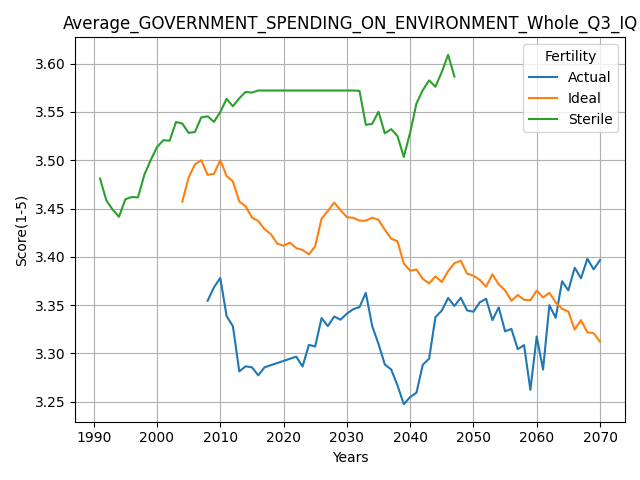 Average_GOVERNMENT_SPENDING_ON_ENVIRONMENT_Whole_Q3_IQ
Fertility
Actual
Ideal
Sterile
Score(1-5)
3.60
3.55
3.50
3.45
3.40
3.35
3.30
3.25
1990 2000 2010 2020 2030 2040 2050 2060 2070
Years